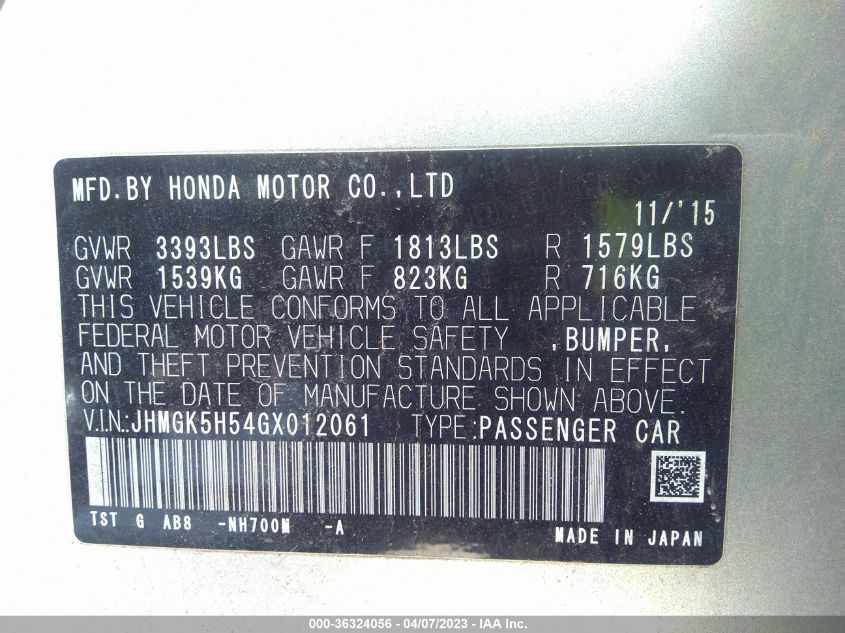 MFD.BY HONDA MOTOR CO.,LTD
11/'15
GVWR 3393LBS GAWR F 1813LBS R 1579LBS
GVWR 1539KG GAWR F 823KG R 716KG
THIS VEHICLE CONFORMS TO ALL APPLICABLE
FEDERAL MOTOR VEHICLE SAFETY ,BUMPER,
AND THEFT PREVENTION STANDARDS IN EFFECT
ON THE DATE OF MANUFACTURE SHOWN ABOVE.
V.IN.:JHMGK5H54GX012061 TYPE:PASSENGER CAR
TST G AB8 -NH700M -A
MADE IN JAPAN
000-36324056 - 04/07/2023 - IAA Inc.